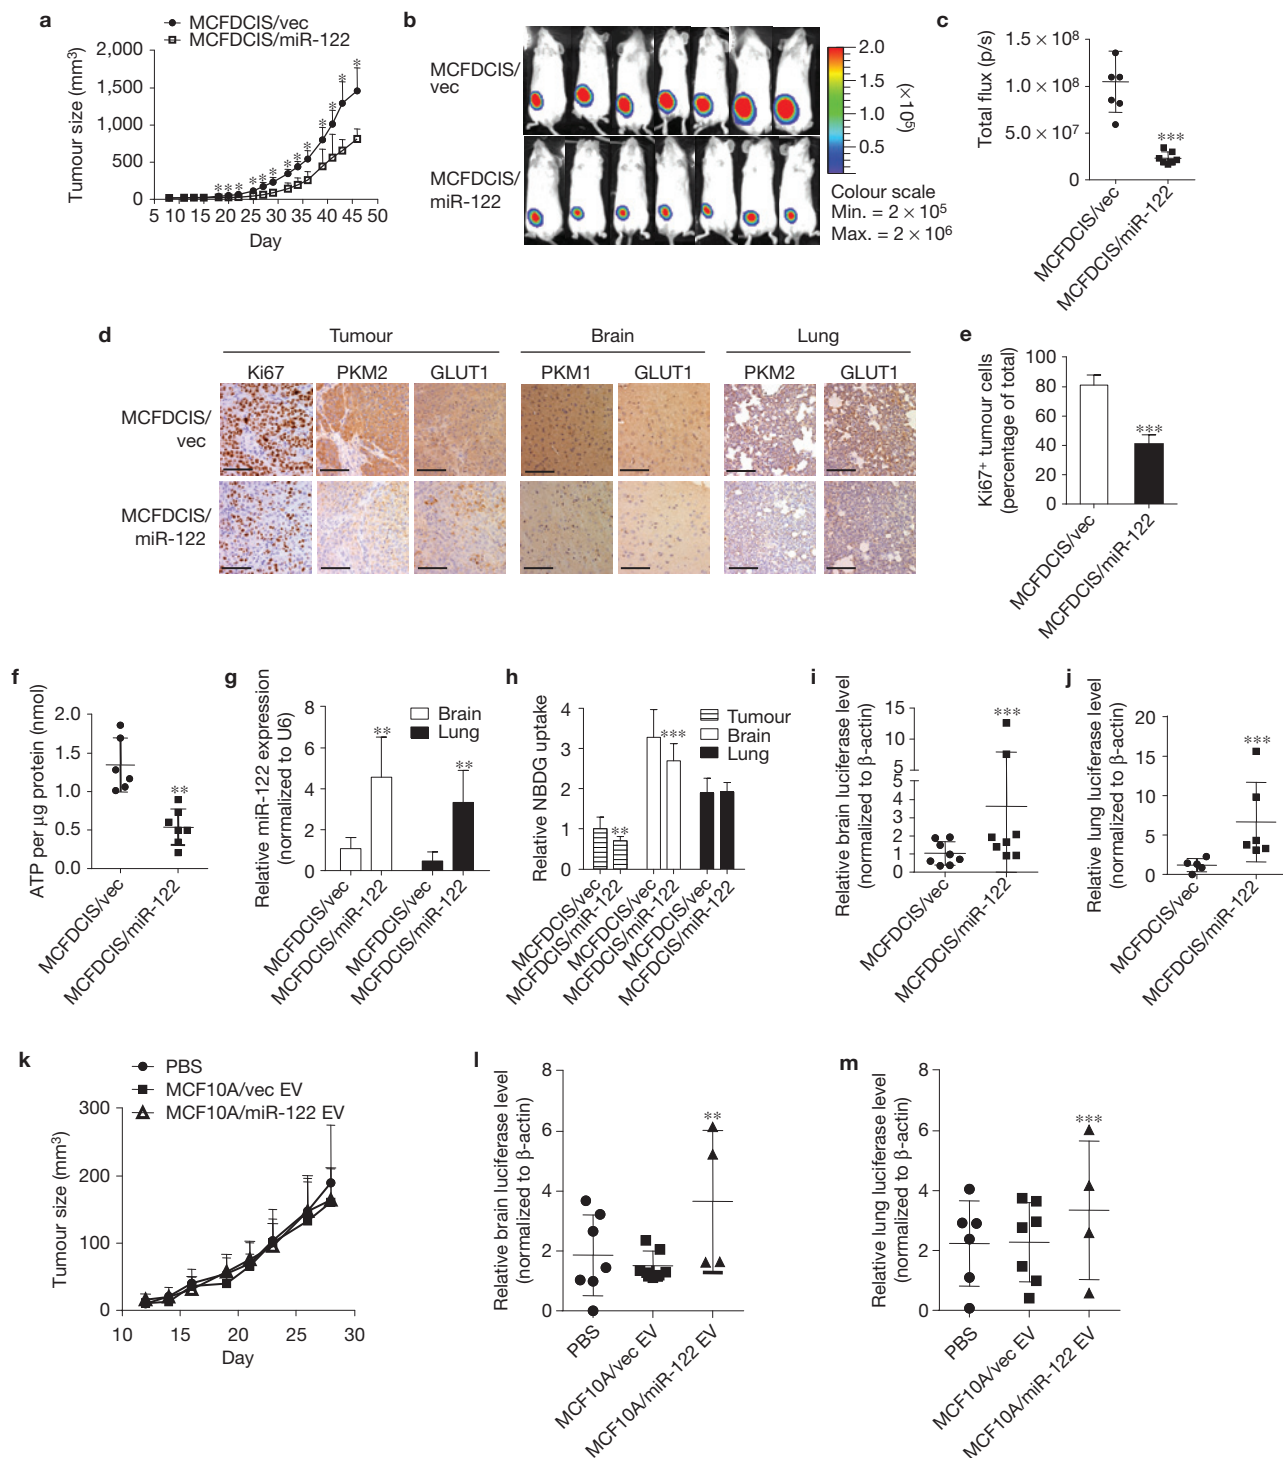 a
MCFDCIS/vec
MCFDCIS/miR-122
Tumour size (mm³)
2,000
1,500
1,000
500
0
* * * * * * * * * * * *
5 10 15 20 25 30 35 40 45 50
Day
b
MCFDCIS/
vec
MCFDCIS/
miR-122
2.0
1.5
1.0
0.5
(×10⁵)
Colour scale
Min. = 2 × 10⁵
Max. = 2 × 10⁶
c
Total flux (p/s)
1.5 × 10⁸
1.0 × 10⁸
5.0 × 10⁷
0
***
MCFDCIS/vec
MCFDCIS/miR-122
d
Tumour Brain Lung
Ki67 PKM2 GLUT1 PKM1 GLUT1 PKM2 GLUT1
MCFDCIS/
vec
MCFDCIS/
miR-122
e
Ki67⁺ tumour cells
(percentage of total)
100
80
60
40
20
0
***
MCFDCIS/vec
MCFDCIS/miR-122
f
ATP per μg protein (nmol)
2.0
1.5
1.0
0.5
0.0
**
MCFDCIS/vec
MCFDCIS/miR-122
g
Relative miR-122 expression
(normalized to U6)
8
6
4
2
0
Brain
Lung
**
**
MCFDCIS/vec
MCFDCIS/miR-122
MCFDCIS/vec
MCFDCIS/miR-122
h
Relative NBDG uptake
4
3
2
1
0
Tumour
Brain
Lung
**
***
MCFDCIS/vec
MCFDCIS/miR-122
MCFDCIS/vec
MCFDCIS/miR-122
MCFDCIS/vec
MCFDCIS/miR-122
i
Relative brain luciferase level
(normalized to β-actin)
15
10
5
4
3
2
1
0
***
MCFDCIS/vec
MCFDCIS/miR-122
j
Relative lung luciferase level
(normalized to β-actin)
20
15
10
5
0
***
MCFDCIS/vec
MCFDCIS/miR-122
k
PBS
MCF10A/vec EV
MCF10A/miR-122 EV
Tumour size (mm³)
300
200
100
0
10 15 20 25 30
Day
l
Relative brain luciferase level
(normalized to β-actin)
8
6
4
2
0
**
PBS
MCF10A/vec EV
MCF10A/miR-122 EV
m
Relative lung luciferase level
(normalized to β-actin)
8
6
4
2
0
***
PBS
MCF10A/vec EV
MCF10A/miR-122 EV